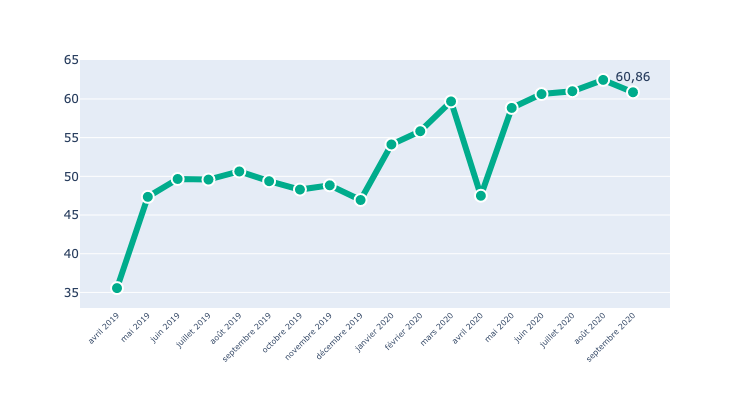 65
60
55
50
45
40
35
60,86
avril 2019
mai 2019
juin 2019
juillet 2019
août 2019
septembre 2019
octobre 2019
novembre 2019
décembre 2019
janvier 2020
février 2020
mars 2020
avril 2020
mai 2020
juin 2020
juillet 2020
août 2020
septembre 2020